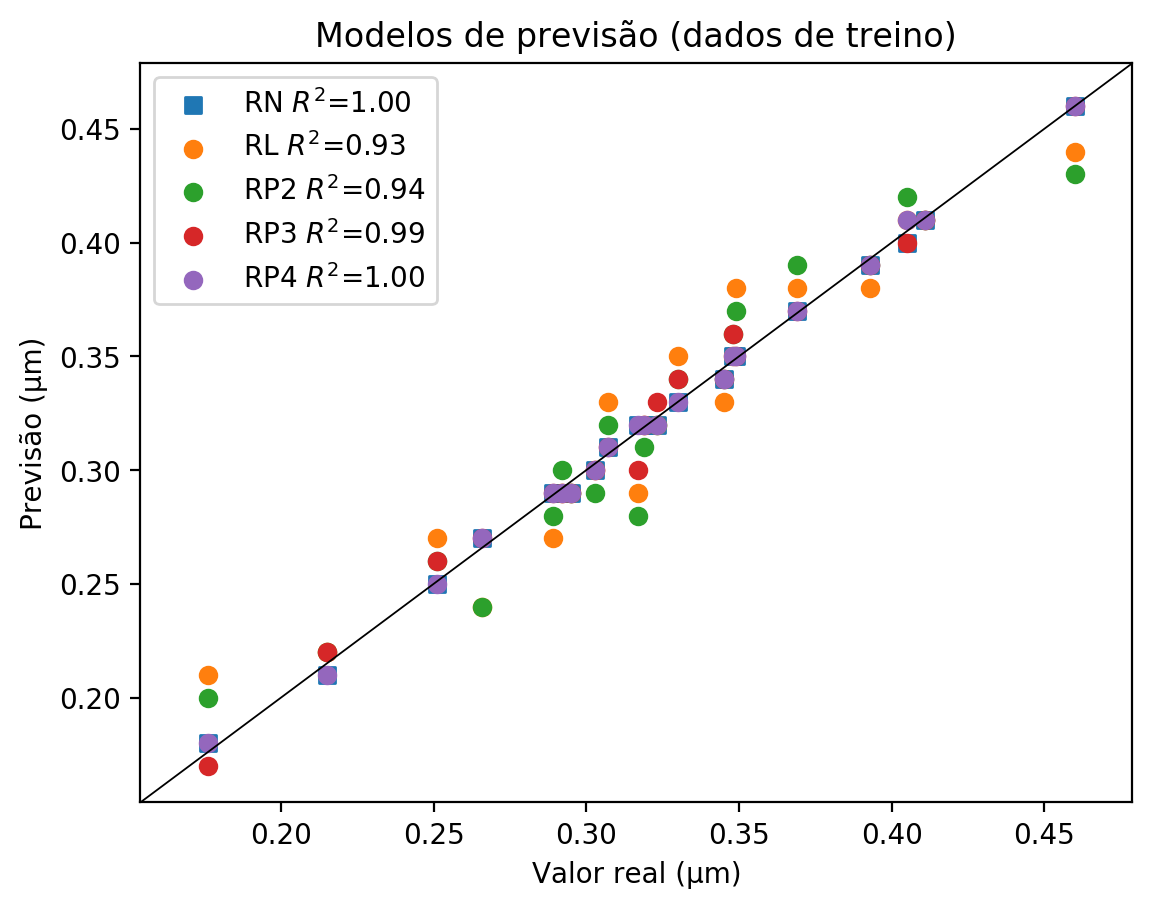 Modelos de previsão (dados de treino)
RN R²=1.00
RL R²=0.93
RP2 R²=0.94
RP3 R²=0.99
RP4 R²=1.00
0.45
0.40
0.35
0.30
0.25
0.20
Previsão (µm)
0.20 0.25 0.30 0.35 0.40 0.45
Valor real (µm)